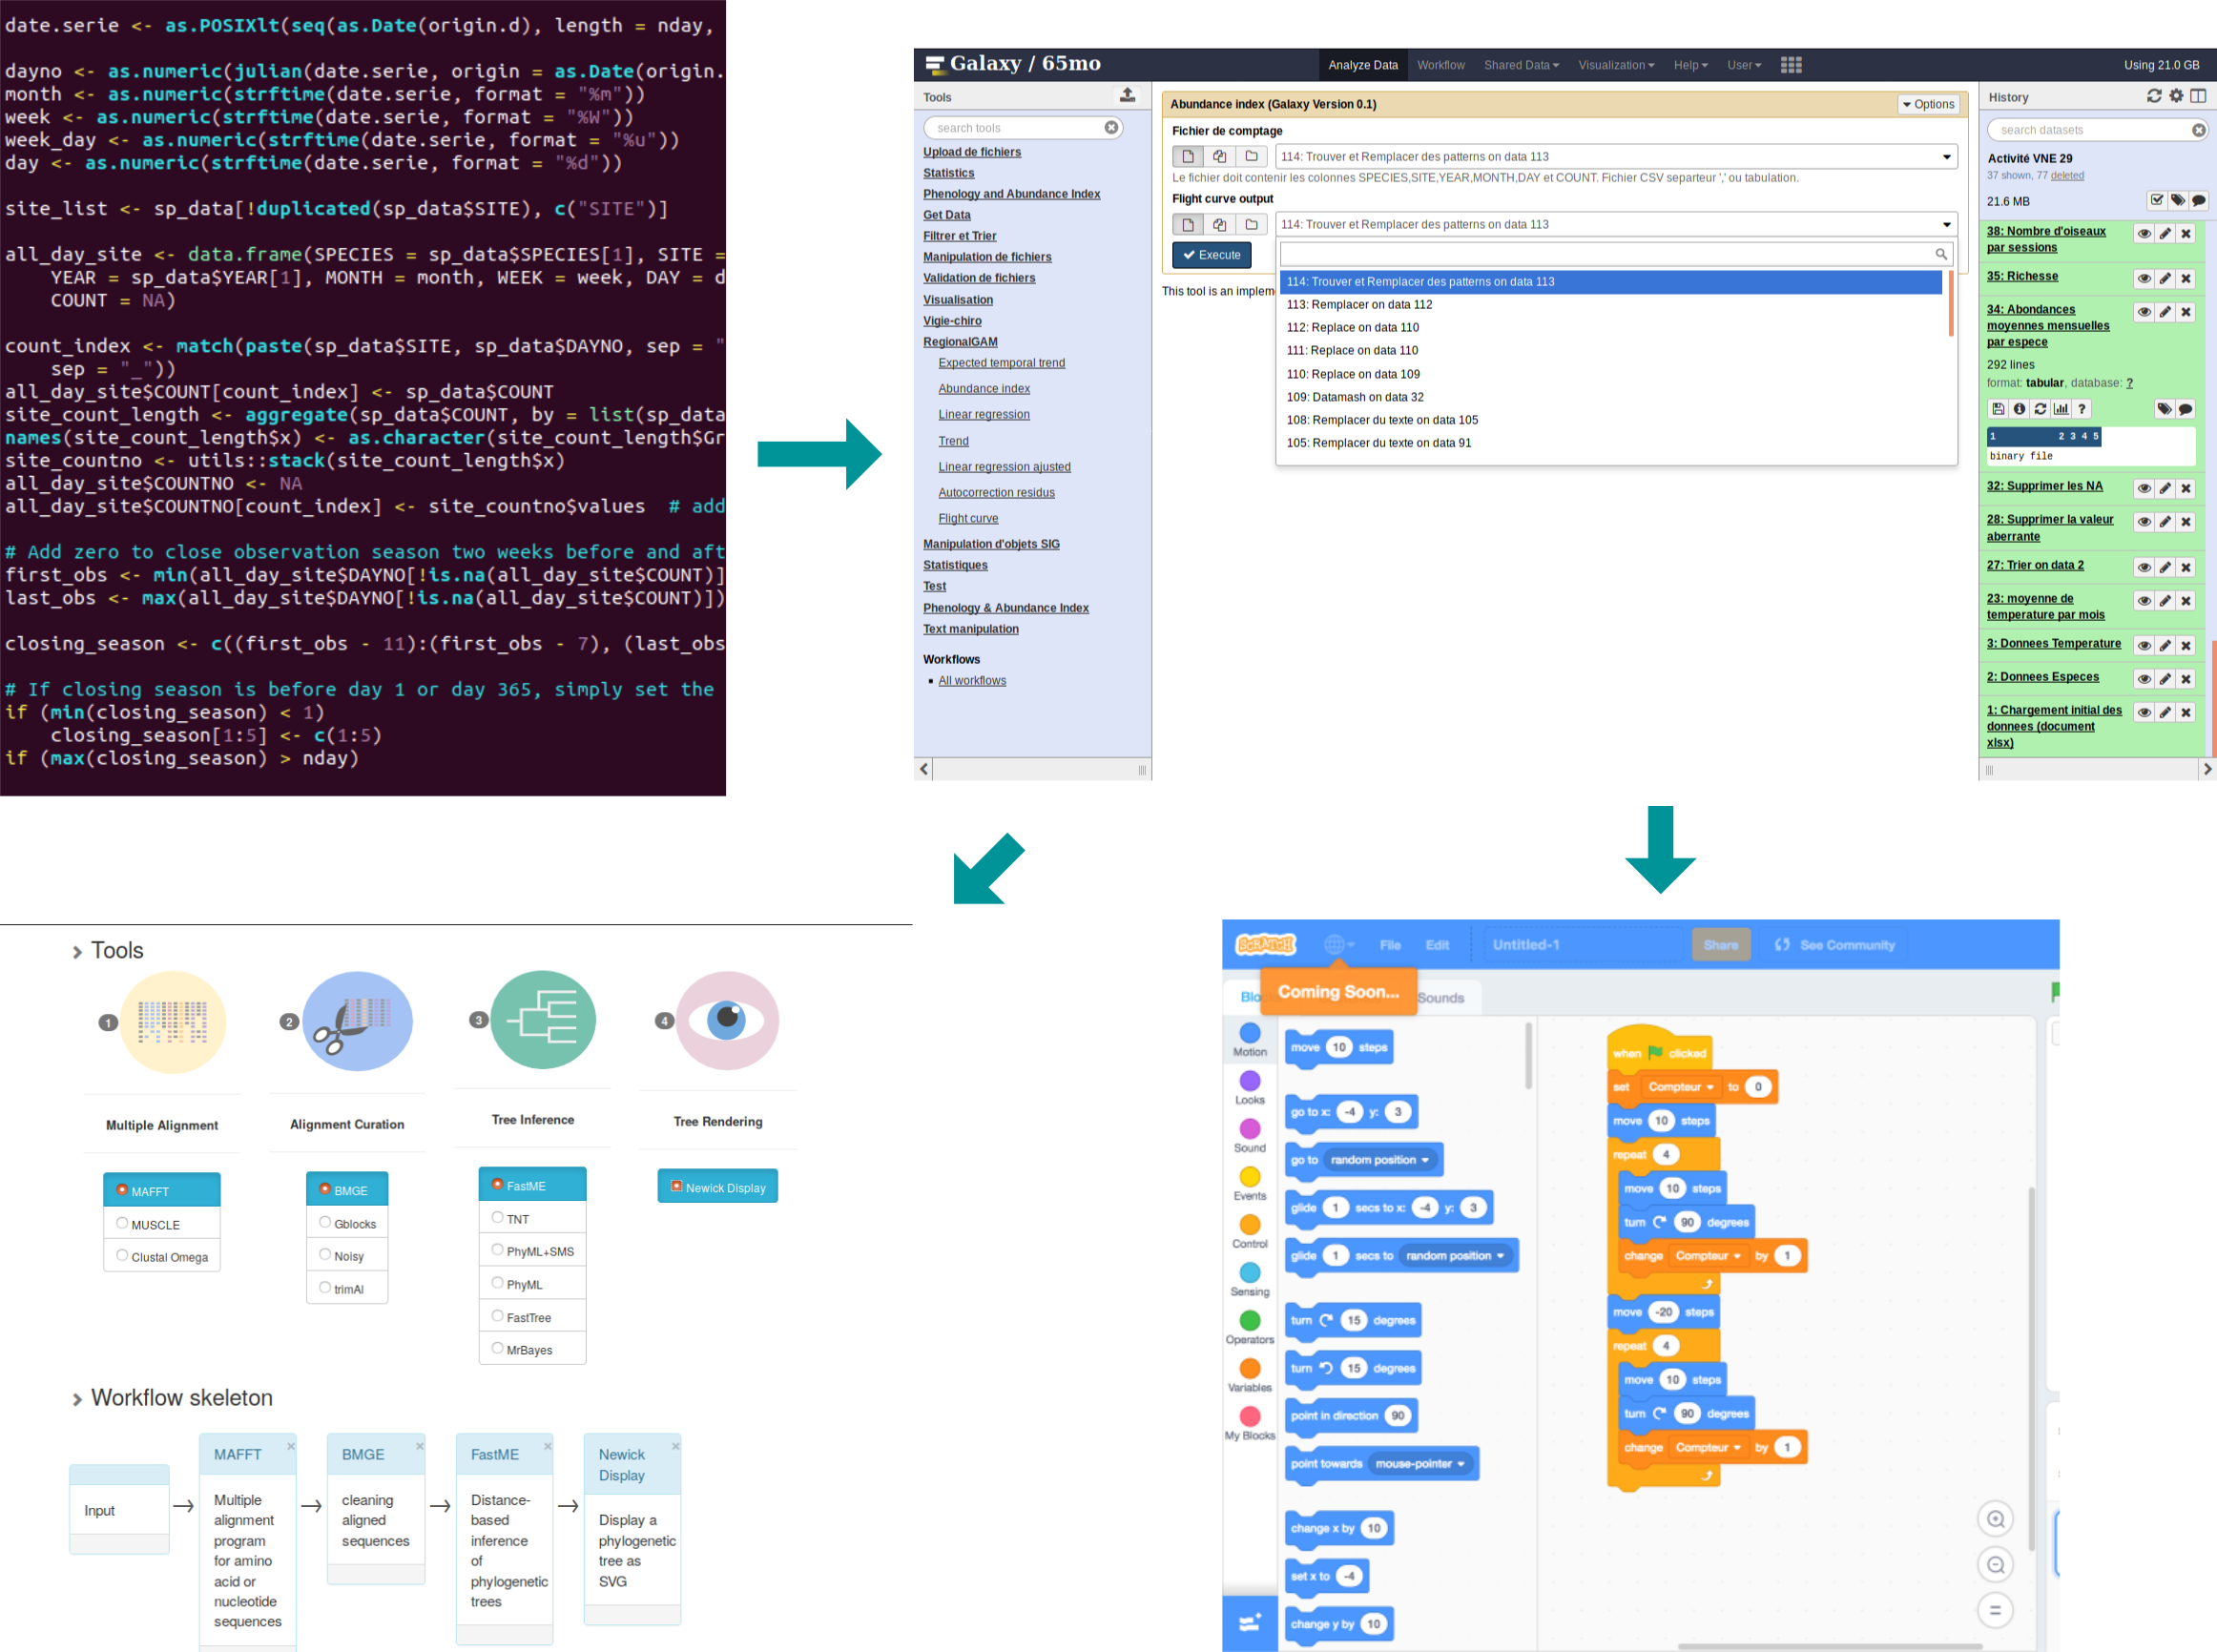 date.serie <- as.POSIXlt(seq(as.Date(origin.d), length = nday,
dayno <- as.numeric(julian(date.serie, origin = as.Date(origin.
month <- as.numeric(strftime(date.serie, format = "%m"))
week <- as.numeric(strftime(date.serie, format = "%W"))
week_day <- as.numeric(strftime(date.serie, format = "%u"))
day <- as.numeric(strftime(date.serie, format = "%d"))
site_list <- sp_data[!duplicated(sp_data$SITE), c("SITE")]
all_day_site <- data.frame(SPECIES = sp_data$SPECIES[1], SITE =
YEAR = sp_data$YEAR[1], MONTH = month, WEEK = week, DAY = d
COUNT = NA)
count_index <- match(paste(sp_data$SITE, sp_data$DAYNO, sep = "
sep = "_"))
all_day_site$COUNT[count_index] <- sp_data$COUNT
site_count_length <- aggregate(sp_data$COUNT, by = list(sp_data
names(site_count_length$x) <- as.character(site_count_length$Gr
site_countno <- utils::stack(site_count_length$x)
all_day_site$COUNTNO <- NA
all_day_site$COUNTNO[count_index] <- site_countno$values  # add
# Add zero to close observation season two weeks before and aft
first_obs <- min(all_day_site$DAYNO[!is.na(all_day_site$COUNT)]
last_obs <- max(all_day_site$DAYNO[!is.na(all_day_site$COUNT)])
closing_season <- c((first_obs - 11):(first_obs - 7), (last_obs
# If closing season is before day 1 or day 365, simply set the
if (min(closing_season) < 1)
closing_season[1:5] <- c(1:5)
if (max(closing_season) > nday)
Galaxy / 65mo
Analyze Data Workflow Shared Data Visualization Help User
Using 21.0 GB
Tools
search tools
Upload de fichiers
Statistics
Phenology and Abundance Index
Get Data
Filtrer et Trier
Manipulation de fichiers
Validation de fichiers
Visualisation
Vigie-chiro
RegionalGAM
Expected temporal trend
Abundance index
Linear regression
Trend
Linear regression ajusted
Autocorrection residus
Flight curve
Manipulation d'objets SIG
Statistiques
Test
Phenology & Abundance Index
Text manipulation
Workflows
All workflows
Abundance index (Galaxy Version 0.1)
Options
Fichier de comptage
114: Trouver et Remplacer des patterns on data 113
Le fichier doit contenir les colonnes SPECIES,SITE,YEAR,MONTH,DAY et COUNT. Fichier CSV separteur ',' ou tabulation.
Flight curve output
114: Trouver et Remplacer des patterns on data 113
Execute
This tool is an implem
114: Trouver et Remplacer des patterns on data 113
113: Remplacer on data 112
112: Replace on data 110
111: Replace on data 110
110: Replace on data 109
109: Datamash on data 32
108: Remplacer du texte on data 105
105: Remplacer du texte on data 91
History
search datasets
Activité VNE 29
37 shown, 77 deleted
21.6 MB
38: Nombre d'oiseaux
par sessions
35: Richesse
34: Abondances
moyennes mensuelles
par espece
292 lines
format: tabular, database: ?
1 2 3 4 5
binary file
32: Supprimer les NA
28: Supprimer la valeur
aberrante
27: Trier on data 2
23: moyenne de
temperature par mois
3: Donnees Temperature
2: Donnees Especes
1: Chargement initial des
donnees (document
xlsx)
Tools
1 2 3 4
Multiple Alignment
Alignment Curation
Tree Inference
Tree Rendering
MAFFT
MUSCLE
Clustal Omega
BMGE
Gblocks
Noisy
trimAl
FastME
TNT
PhyML+SMS
PhyML
FastTree
MrBayes
Newick Display
Workflow skeleton
Input
MAFFT
Multiple
alignment
program
for amino
acid or
nucleotide
sequences
BMGE
cleaning
aligned
sequences
FastME
Distance-
based
inference
of
phylogenetic
trees
Newick
Display
Display a
phylogenetic
tree as
SVG
SCRATCH
File Edit Untitled-1 Share See Community
Coming Soon...
Sounds
Motion
Looks
Sound
Events
Control
Sensing
Operators
Variables
My Blocks
move 10 steps
go to x: -4 y: 3
go to random position
glide 1 secs to x: -4 y: 3
glide 1 secs to random position
turn 15 degrees
turn 15 degrees
point in direction 90
point towards mouse-pointer
change x by 10
set x to -4
change y by 10
when clicked
set Compteur to 0
move 10 steps
repeat 4
move 10 steps
turn 90 degrees
change Compteur by 1
move -20 steps
repeat 4
move 10 steps
turn 90 degrees
change Compteur by 1